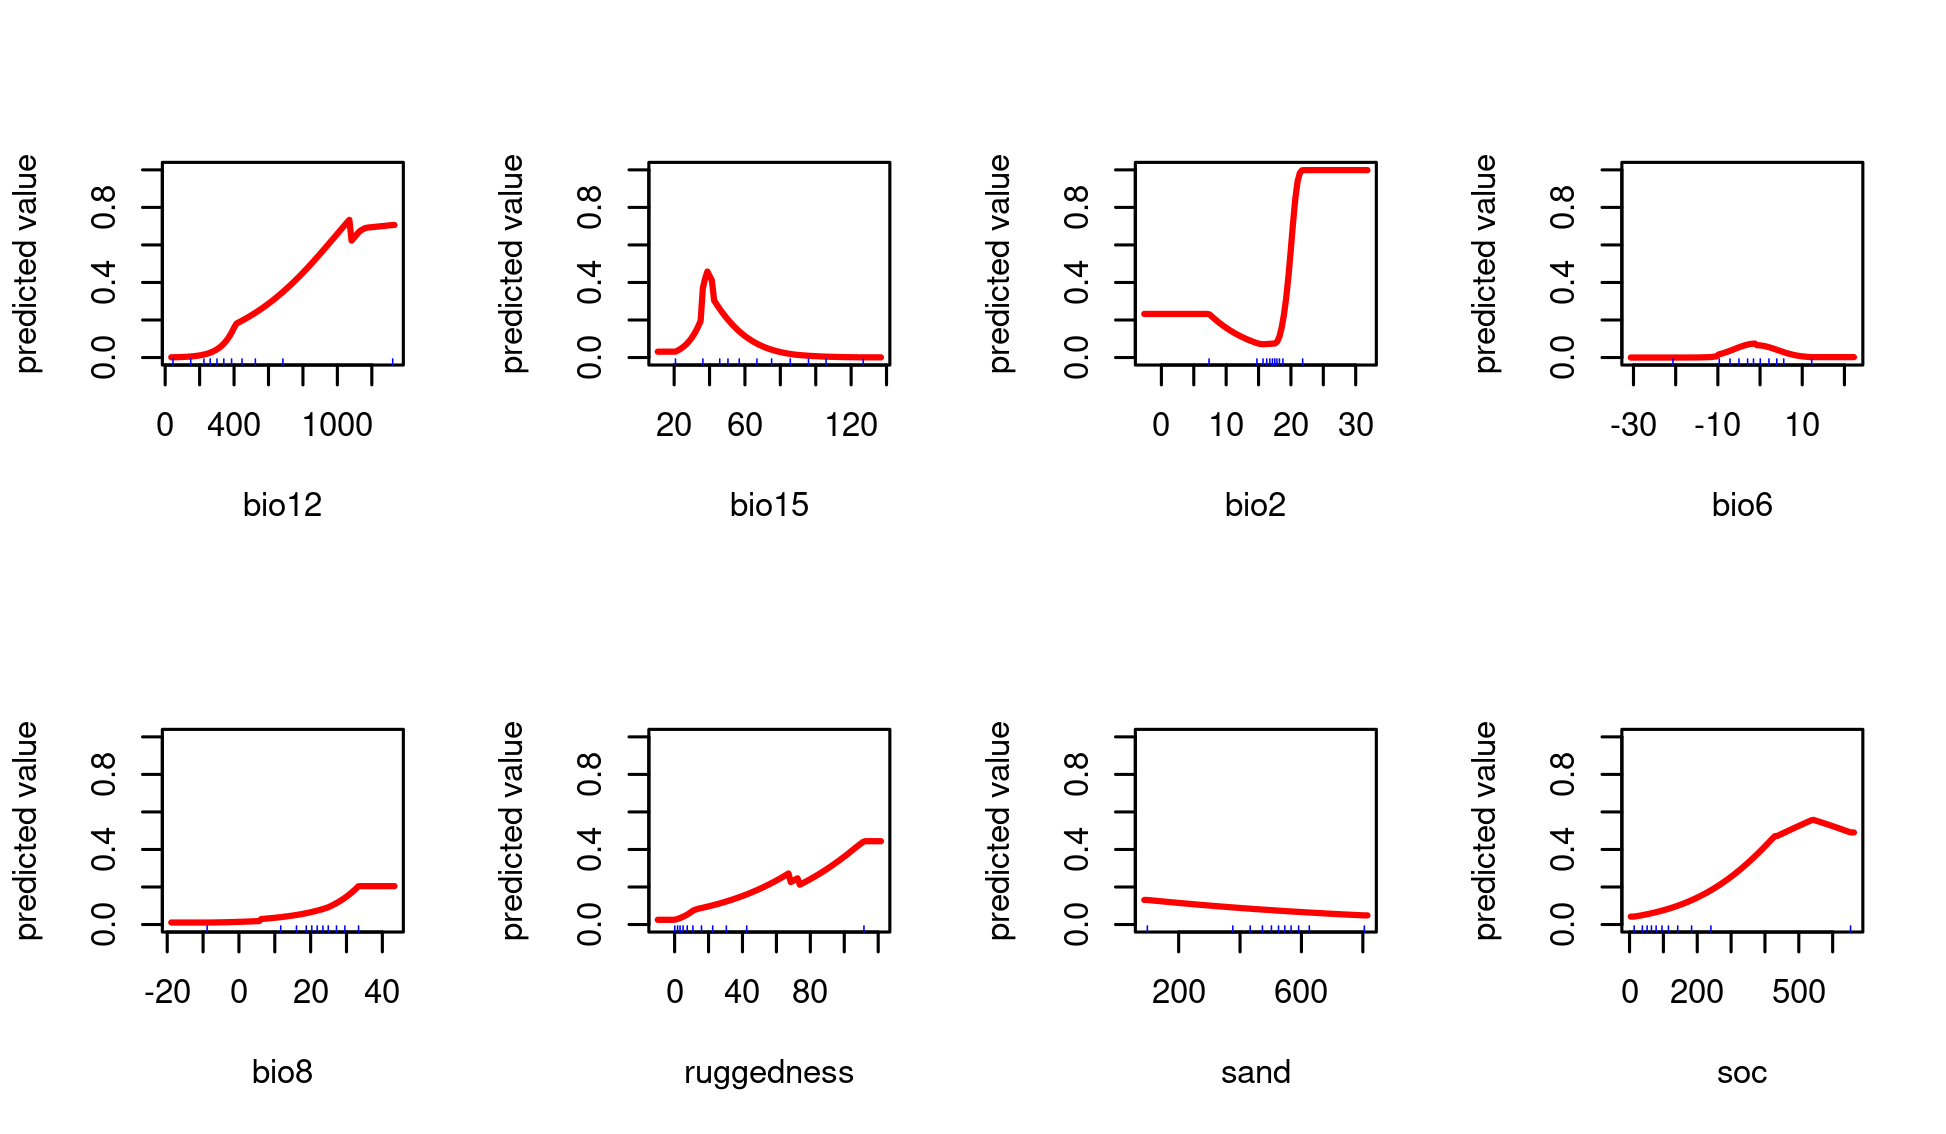 predicted value
0.0 0.4 0.8
0 400 1000
bio12
predicted value
0.0 0.4 0.8
20 60 120
bio15
predicted value
0.0 0.4 0.8
0 10 20 30
bio2
predicted value
0.0 0.4 0.8
-30 -10 10
bio6
predicted value
0.0 0.4 0.8
-20 0 20 40
bio8
predicted value
0.0 0.4 0.8
0 40 80
ruggedness
predicted value
0.0 0.4 0.8
200 600
sand
predicted value
0.0 0.4 0.8
0 200 500
soc